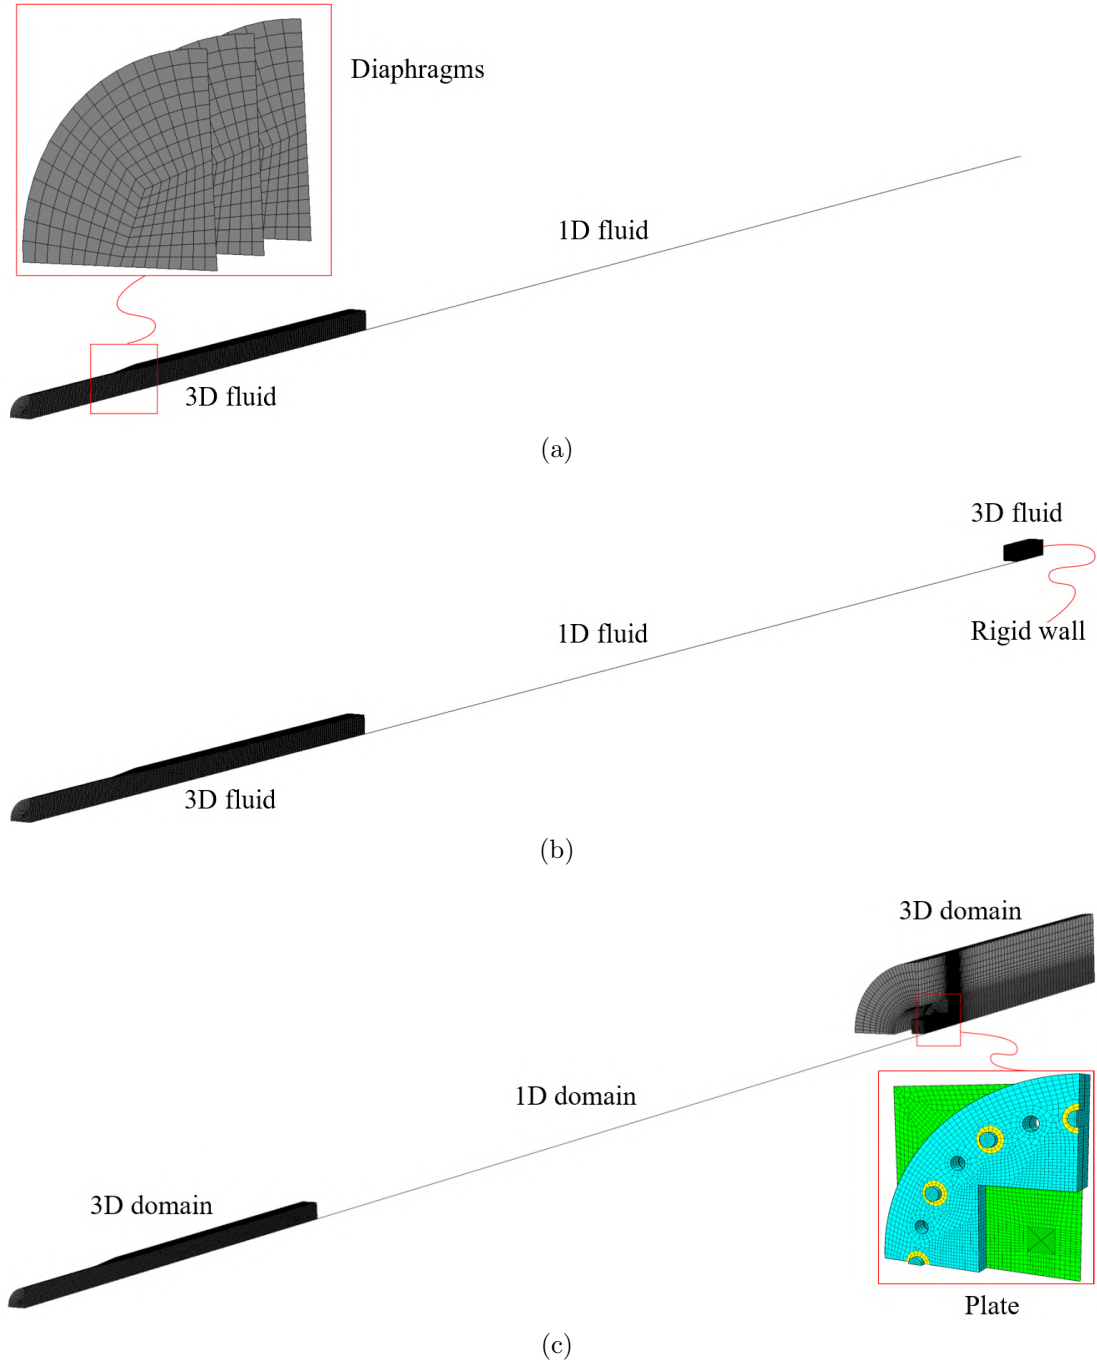 Diaphragms
1D fluid
3D fluid
(a)
3D fluid
1D fluid
Rigid wall
3D fluid
(b)
3D domain
1D domain
3D domain
Plate
(c)